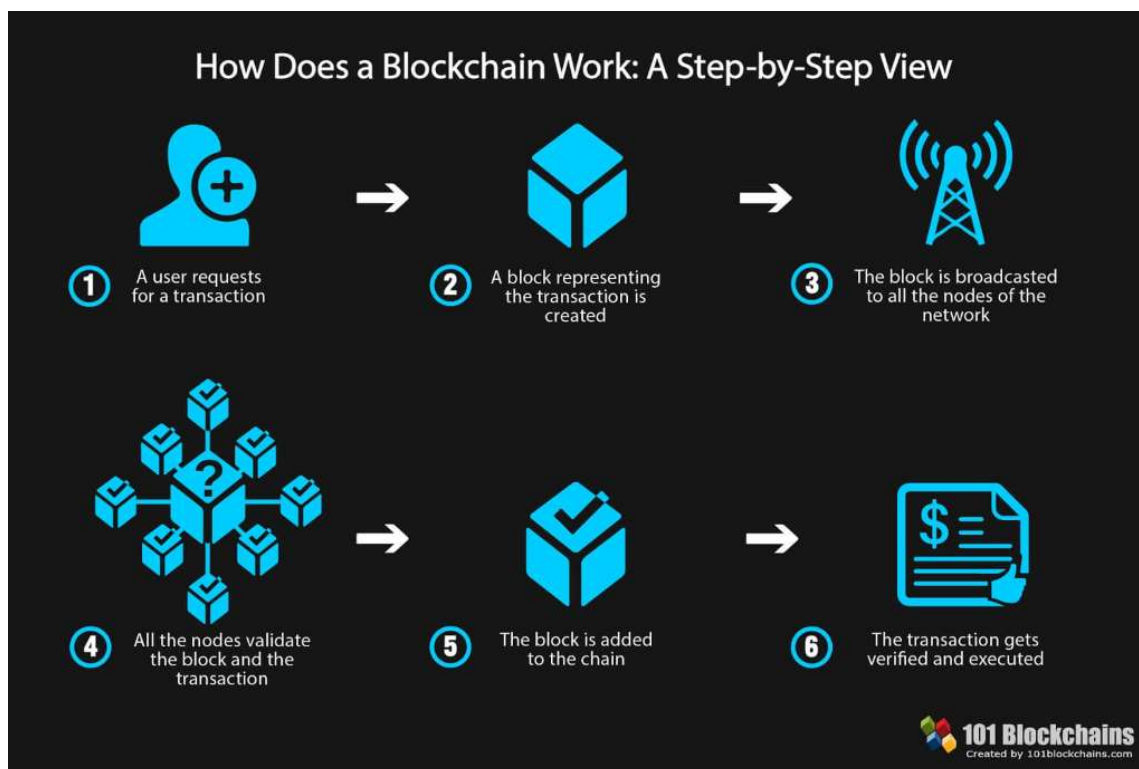 How Does a Blockchain Work: A Step-by-Step View
1
A user requests
for a transaction
2
A block representing
the transaction is
created
3
The block is broadcasted
to all the nodes of the
network
?
4
All the nodes validate
the block and the
transaction
5
The block is added
to the chain
$ =
6
The transaction gets
verified and executed
101 Blockchains
Created by 101blockchains.com